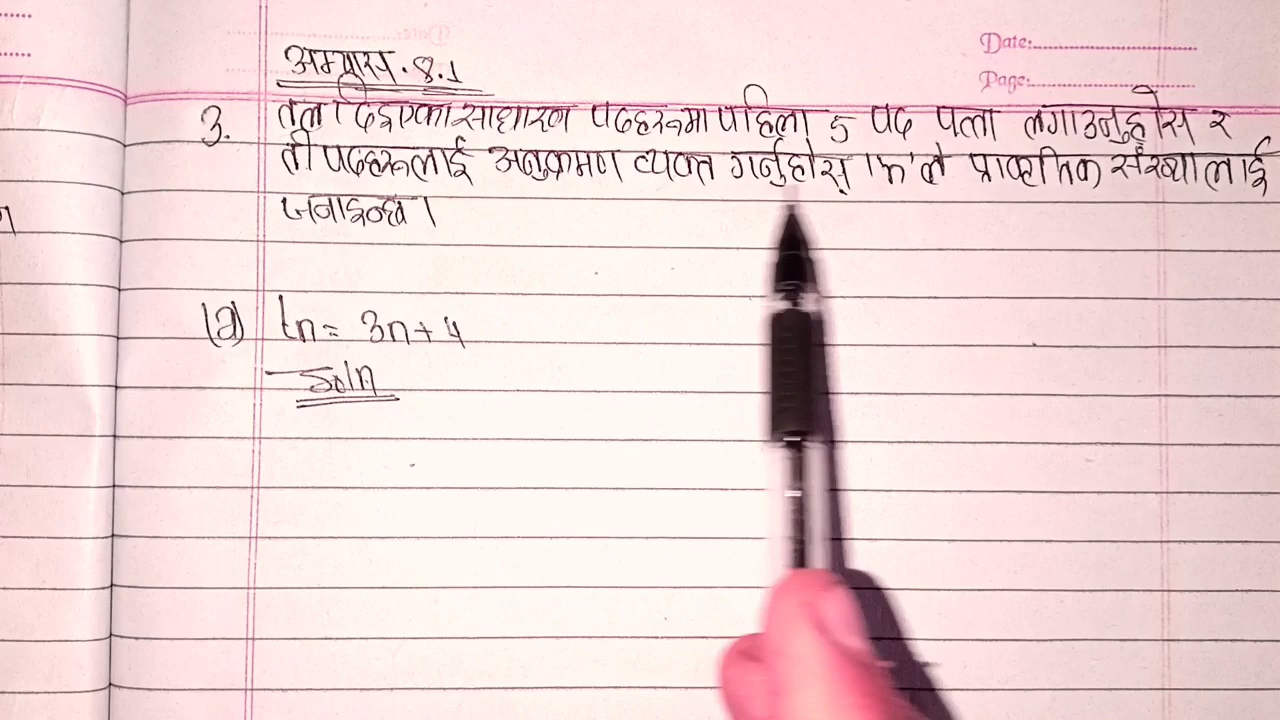 Date:
Page:
अभ्यास. 8.1
3. तल दिइएका साधारण पदहरूमा पहिला 5 पद पत्ता लगाउनुहोस र
ती पदहरूलाई अनुक्रमण व्यक्त गर्नुहोस् । 'n' ले प्राकृतिक संख्यालाई
जनाइन्छ ।
(a) tn = 3n + 4
Soln